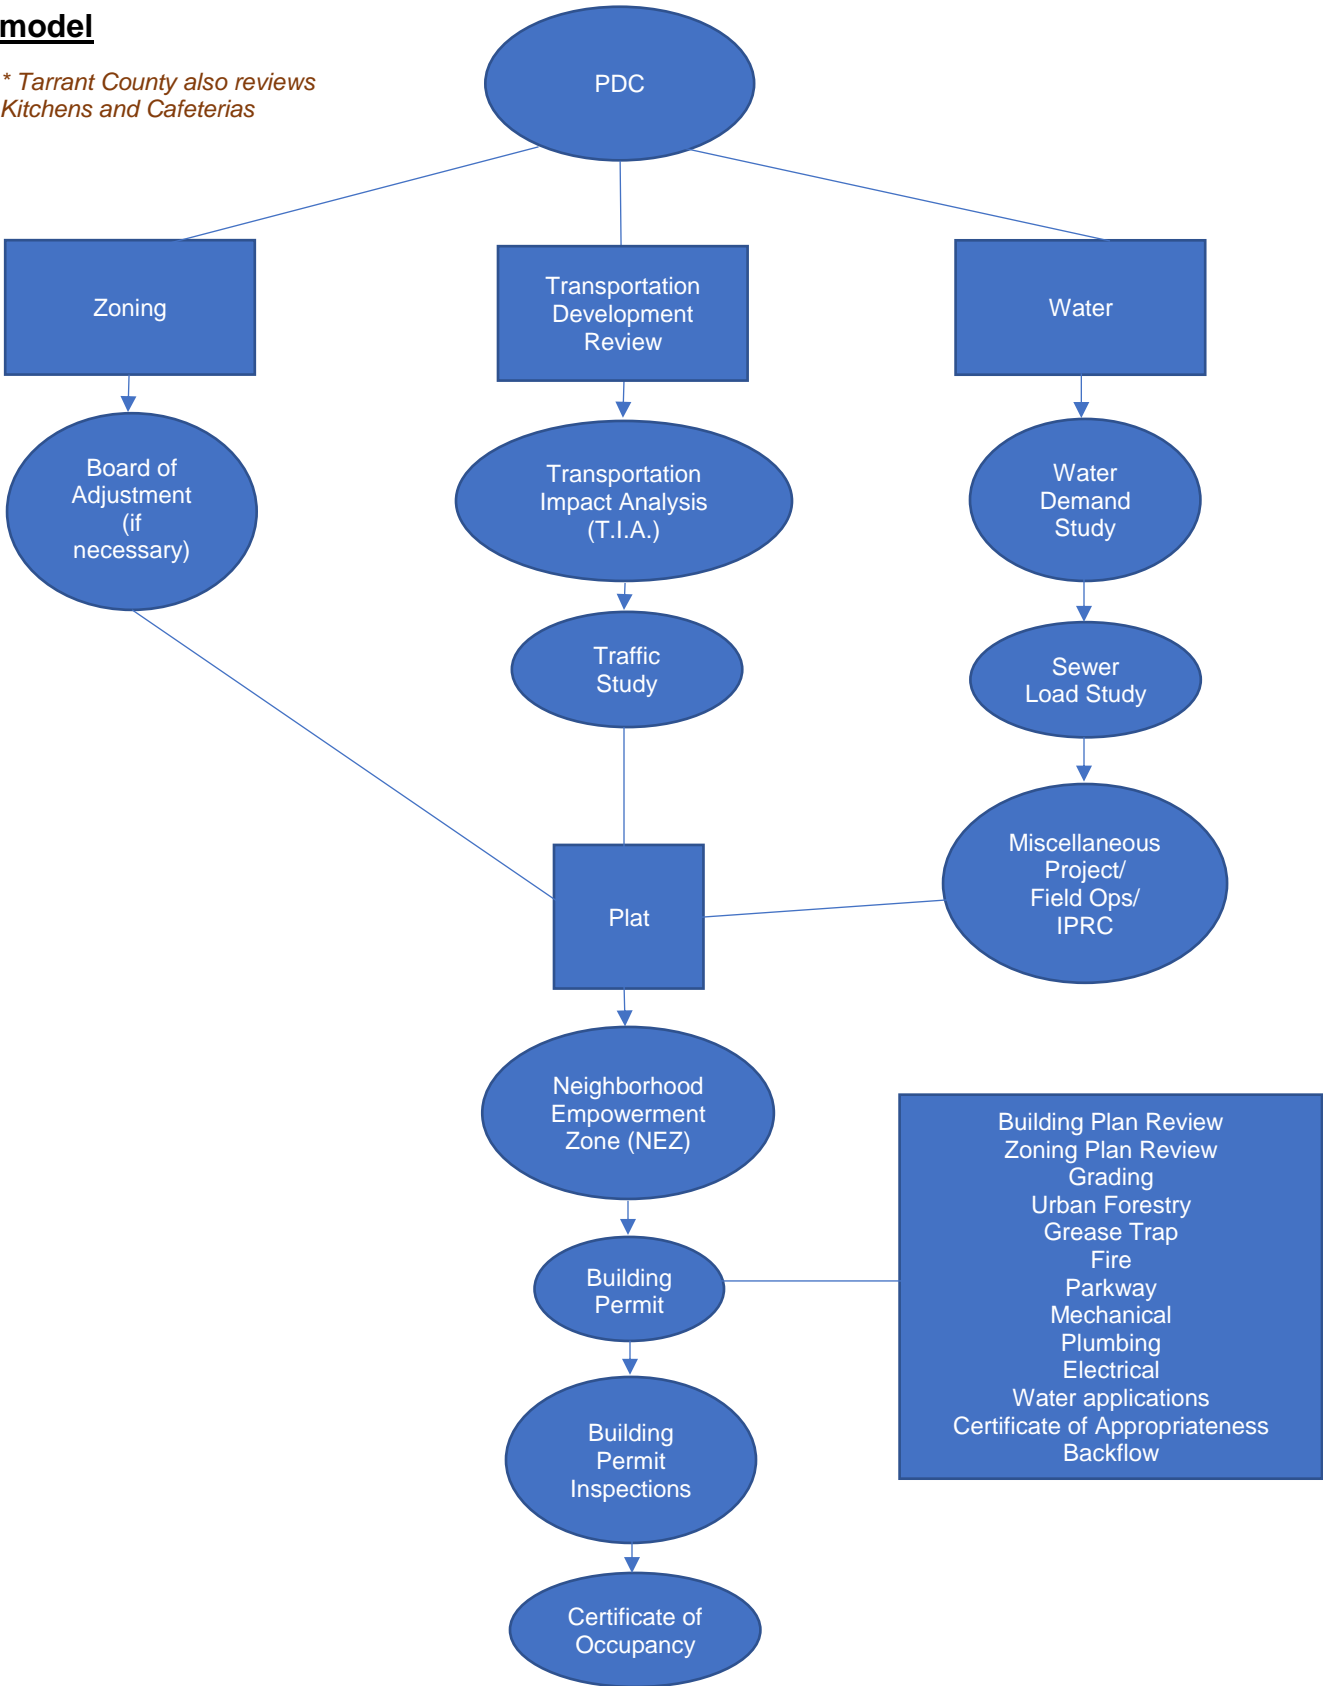 model
* Tarrant County also reviews
Kitchens and Cafeterias
PDC
Zoning
Transportation
Development
Review
Water
Board of
Adjustment
(if
necessary)
Transportation
Impact Analysis
(T.I.A.)
Water
Demand
Study
Traffic
Study
Sewer
Load Study
Miscellaneous
Project/
Field Ops/
IPRC
Plat
Neighborhood
Empowerment
Zone (NEZ)
Building Plan Review
Zoning Plan Review
Grading
Urban Forestry
Grease Trap
Fire
Parkway
Mechanical
Plumbing
Electrical
Water applications
Certificate of Appropriateness
Backflow
Building
Permit
Building
Permit
Inspections
Certificate of
Occupancy